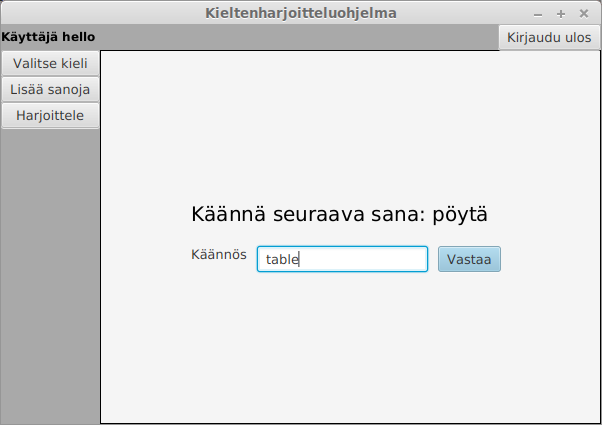 Kieltenharjoitteluohjelma
Käyttäjä hello
Kirjaudu ulos
Valitse kieli
Lisää sanoja
Harjoittele
Käännä seuraava sana: pöytä
Käännös table Vastaa